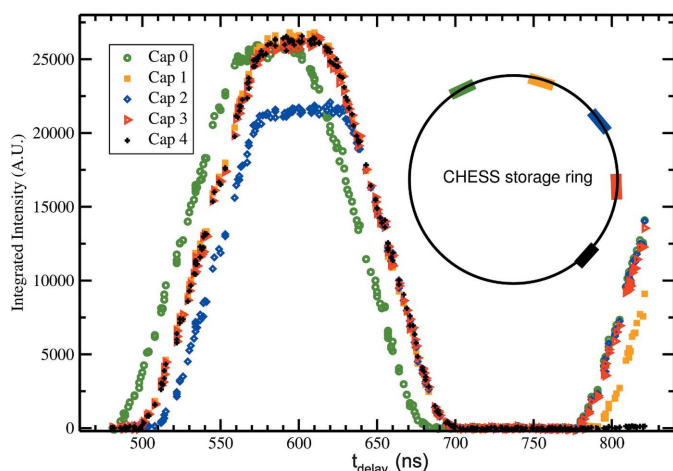 25000
20000
15000
10000
5000
0
Integrated Intensity (A.U.)
Cap 0
Cap 1
Cap 2
Cap 3
Cap 4
CHESS storage ring
500 550 600 650 700 750 800
t_delay (ns)